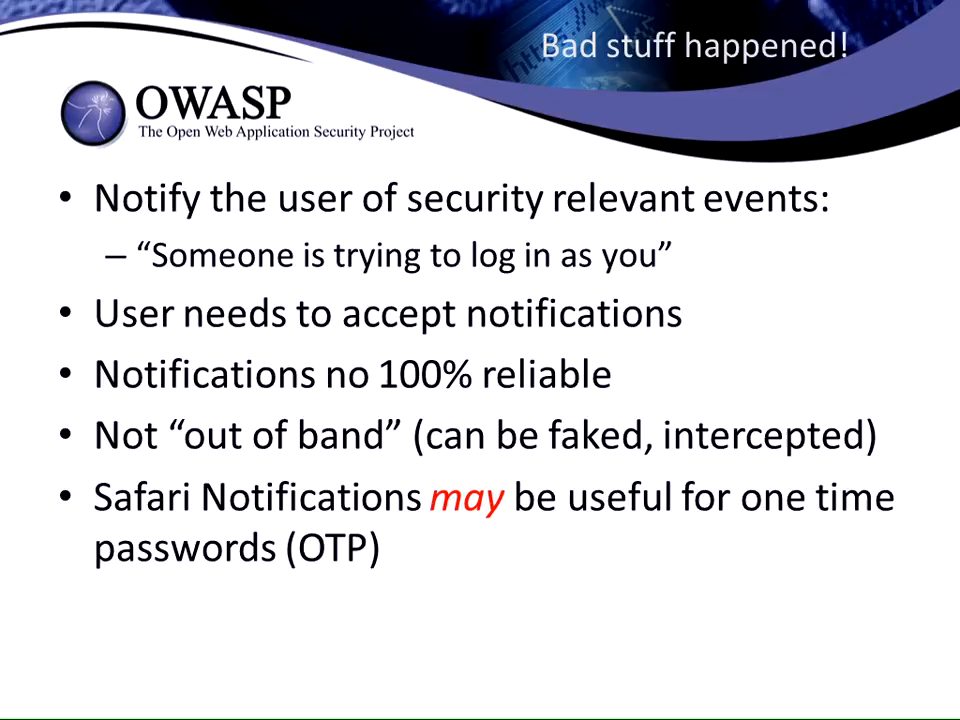 Bad stuff happened!
OWASP
The Open Web Application Security Project
• Notify the user of security relevant events:
– “Someone is trying to log in as you”
• User needs to accept notifications
• Notifications no 100% reliable
• Not “out of band” (can be faked, intercepted)
• Safari Notifications may be useful for one time
passwords (OTP)